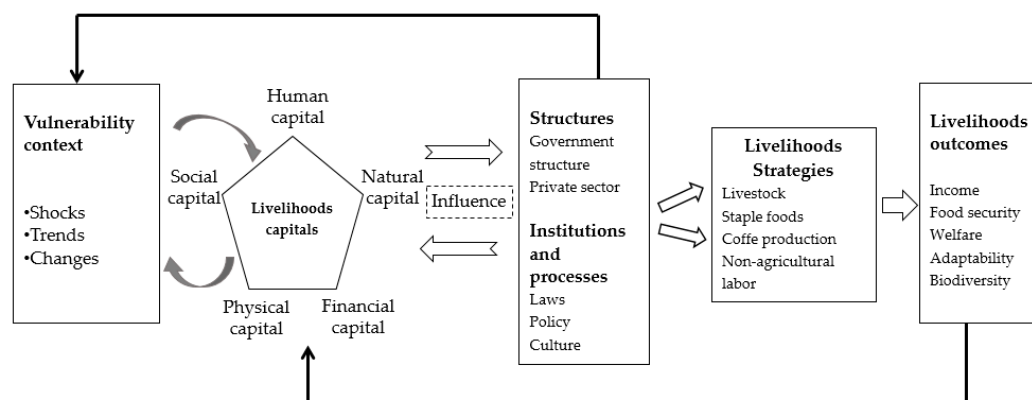 Vulnerability
context
•Shocks
•Trends
•Changes
Human
capital
Social
capital
Natural
capital
Livelihoods
capitals
Physical
capital
Financial
capital
Influence
Structures
Government
structure
Private sector
Institutions
and
processes
Laws
Policy
Culture
Livelihoods
Strategies
Livestock
Staple foods
Coffe production
Non-agricultural
labor
Livelihoods
outcomes
Income
Food security
Welfare
Adaptability
Biodiversity